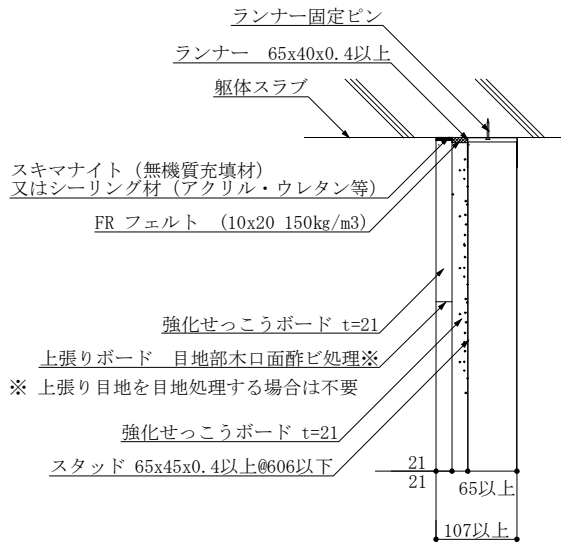 ランナー固定ピン
ランナー 65x40x0.4以上
躯体スラブ
スキマナイト（無機質充填材）
又はシーリング材（アクリル・ウレタン等）
FR フェルト (10x20 150kg/m3)
強化せっこうボード t=21
上張りボード 目地部木口面酢ビ処理※
※ 上張り目地を目地処理する場合は不要
強化せっこうボード t=21
スタッド 65x45x0.4以上@606以下
21
21
65以上
107以上